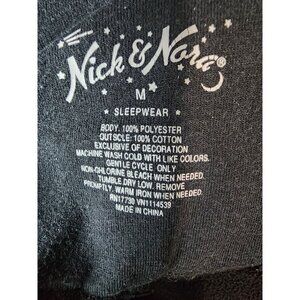 Nick & Nora®
M
SLEEPWEAR
BODY: 100% POLYESTER
OUTSOLE: 100% COTTON
EXCLUSIVE OF DECORATION
MACHINE WASH COLD WITH LIKE COLORS.
GENTLE CYCLE ONLY
NON-CHLORINE BLEACH WHEN NEEDED.
TUMBLE DRY LOW. REMOVE
PROMPTLY. WARM IRON WHEN NEEDED.
RN17730 VN1114539
MADE IN CHINA